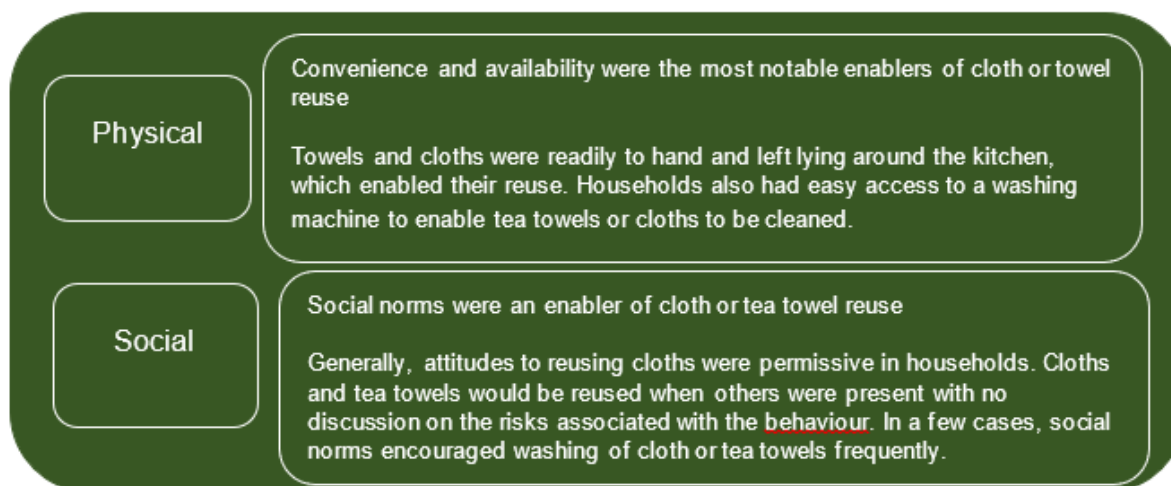 Physical
Convenience and availability were the most notable enablers of cloth or towel
reuse
Towels and cloths were readily to hand and left lying around the kitchen,
which enabled their reuse. Households also had easy access to a washing
machine to enable tea towels or cloths to be cleaned.
Social
Social norms were an enabler of cloth or tea towel reuse
Generally, attitudes to reusing cloths were permissive in households. Cloths
and tea towels would be reused when others were present with no
discussion on the risks associated with the behaviour. In a few cases, social
norms encouraged washing of cloth or tea towels frequently.